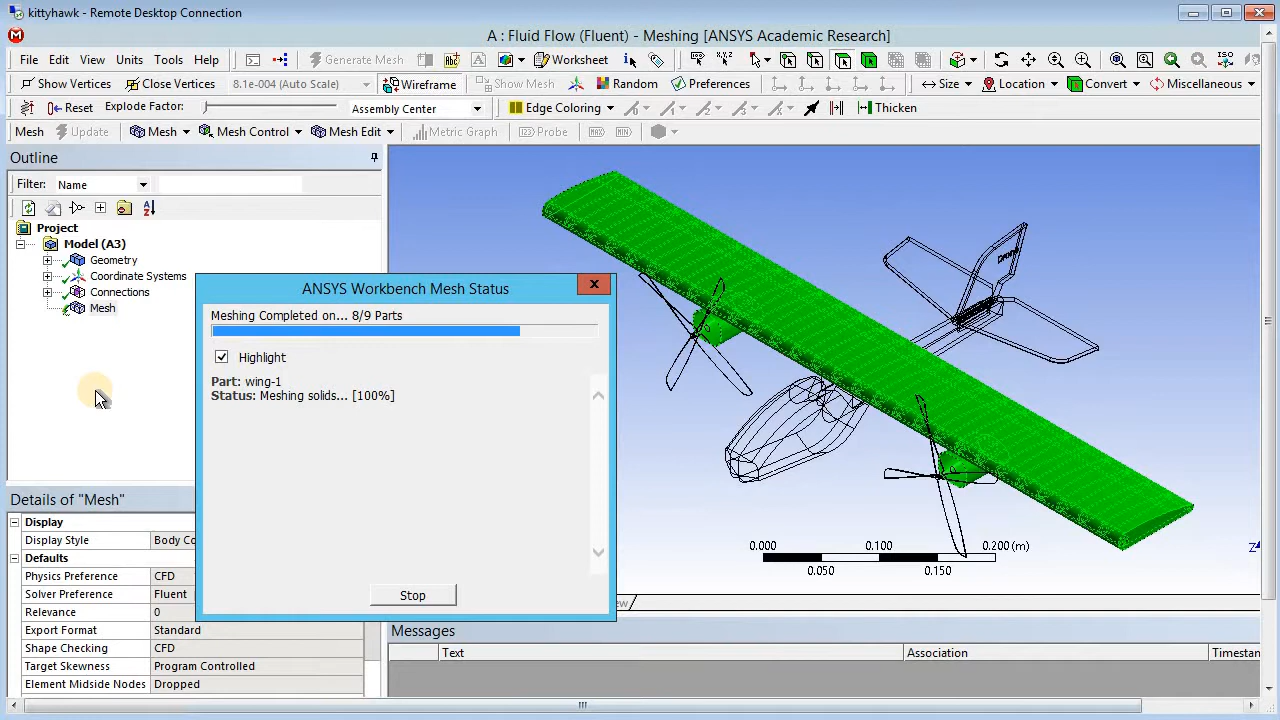 kittyhawk - Remote Desktop Connection
A : Fluid Flow (Fluent) - Meshing [ANSYS Academic Research]
File Edit View Units Tools Help Generate Mesh Worksheet
Show Vertices Close Vertices 8.1e-004 (Auto Scale) Wireframe Show Mesh Random Preferences Size Location Convert Miscellaneous
Reset Explode Factor: Assembly Center Edge Coloring Thicken
Mesh Update Mesh Mesh Control Mesh Edit Metric Graph Probe
Outline
Filter: Name
Project
Model (A3)
Geometry
Coordinate Systems
Connections
Mesh
ANSYS Workbench Mesh Status
Meshing Completed on... 8/9 Parts
Highlight
Part: wing-1
Status: Meshing solids... [100%]
Stop
0.000 0.100 0.200 (m)
0.050 0.150
Z
Details of "Mesh"
Display
Display Style Body Co
Defaults
Physics Preference CFD
Solver Preference Fluent
Relevance 0
Export Format Standard
Shape Checking CFD
Target Skewness Program Controlled
Element Midside Nodes Dropped
Messages
Text Association Timestan